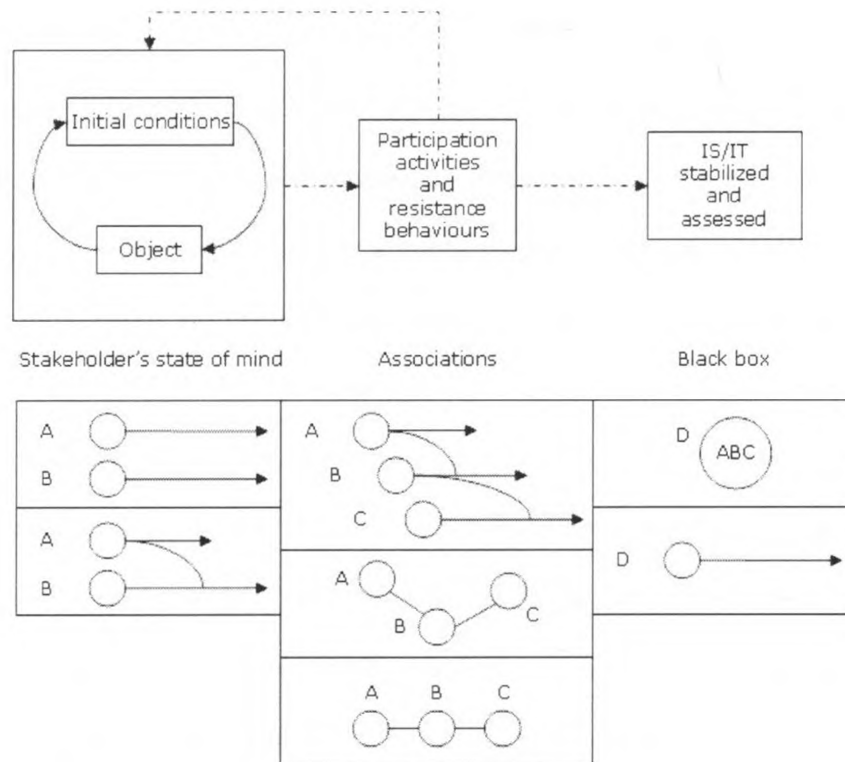 Initial conditions
Object
Participation
activities
and
resistance
behaviours
IS/IT
stabilized
and
assessed
Stakeholder's state of mind
Associations
Black box
A
B
A
B
A
B
C
A
B
C
A B C
D
ABC
D